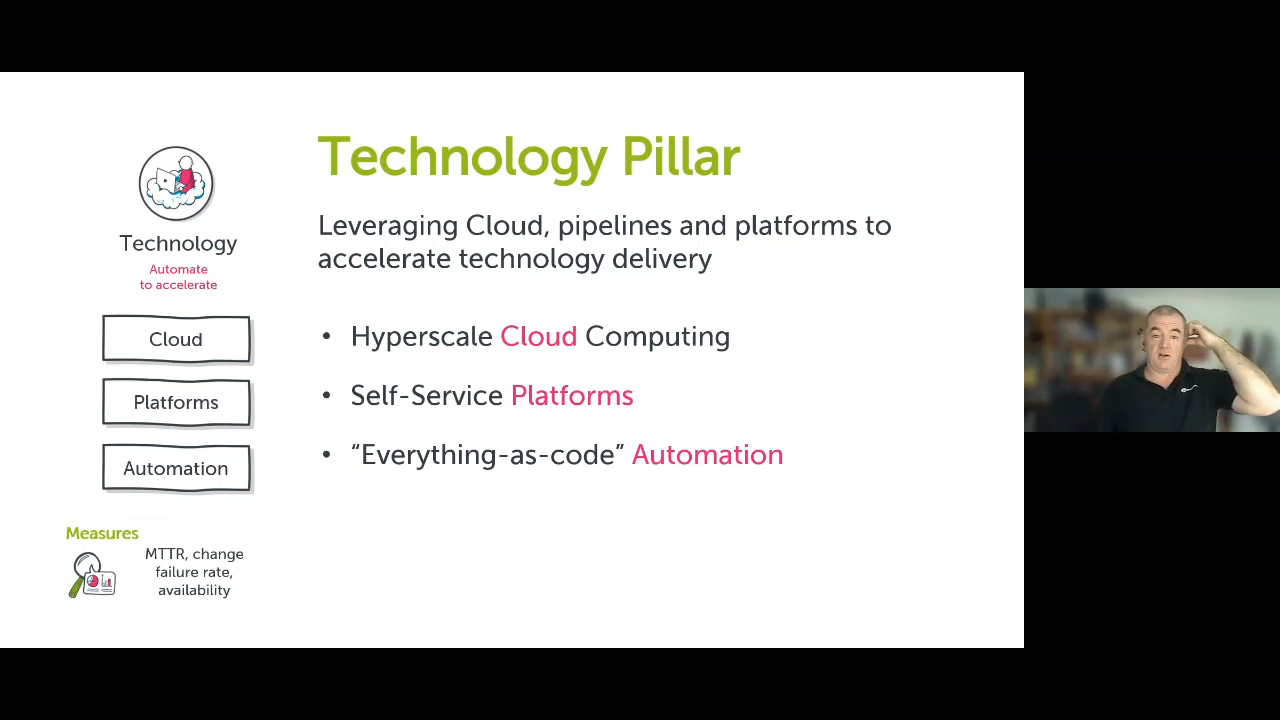 Technology Pillar
Leveraging Cloud, pipelines and platforms to
accelerate technology delivery
• Hyperscale Cloud Computing
• Self-Service Platforms
• “Everything-as-code” Automation
Technology
Automate
to accelerate
Cloud
Platforms
Automation
Measures
MTTR, change
failure rate,
availability